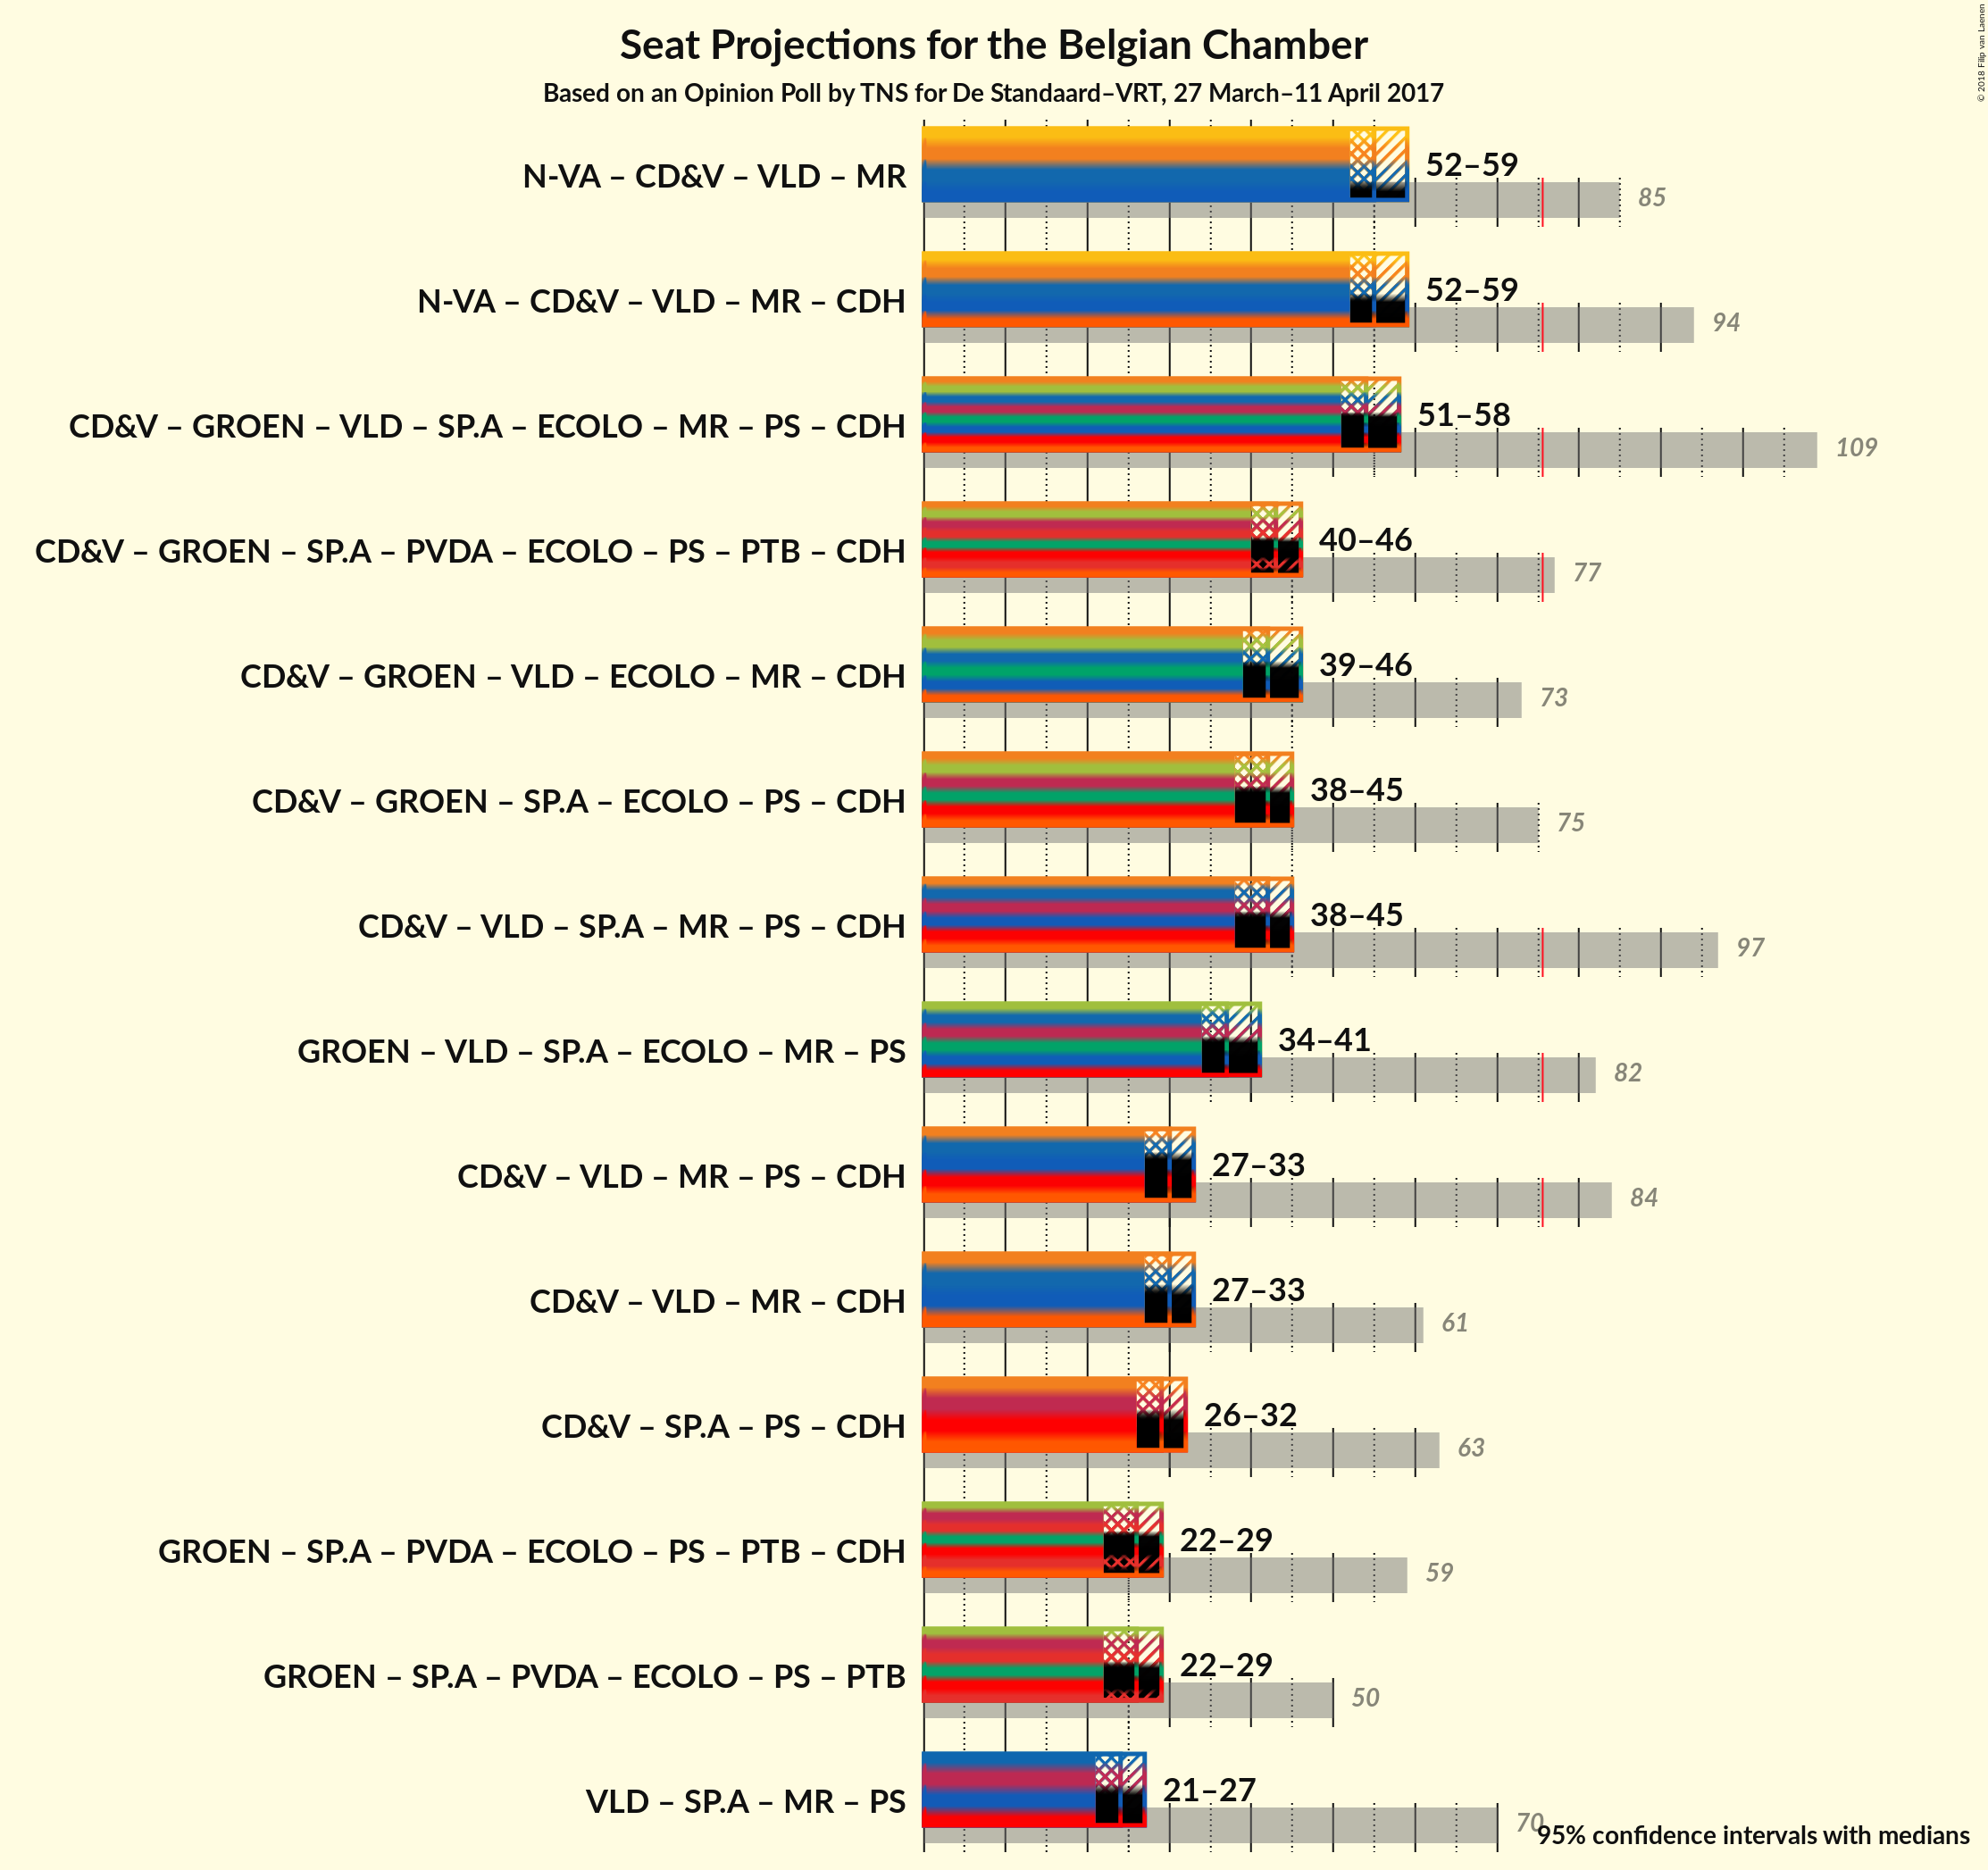 Seat Projections for the Belgian Chamber
Based on an Opinion Poll by TNS for De Standaard–VRT, 27 March–11 April 2017
© 2018 Filip van Laenen
N-VA – CD&V – VLD – MR
52–59
85
N-VA – CD&V – VLD – MR – CDH
52–59
94
CD&V – GROEN – VLD – SP.A – ECOLO – MR – PS – CDH
51–58
109
CD&V – GROEN – SP.A – PVDA – ECOLO – PS – PTB – CDH
40–46
77
CD&V – GROEN – VLD – ECOLO – MR – CDH
39–46
73
CD&V – GROEN – SP.A – ECOLO – PS – CDH
38–45
75
CD&V – VLD – SP.A – MR – PS – CDH
38–45
97
GROEN – VLD – SP.A – ECOLO – MR – PS
34–41
82
CD&V – VLD – MR – PS – CDH
27–33
84
CD&V – VLD – MR – CDH
27–33
61
CD&V – SP.A – PS – CDH
26–32
63
GROEN – SP.A – PVDA – ECOLO – PS – PTB – CDH
22–29
59
GROEN – SP.A – PVDA – ECOLO – PS – PTB
22–29
50
VLD – SP.A – MR – PS
21–27
70
95% confidence intervals with medians